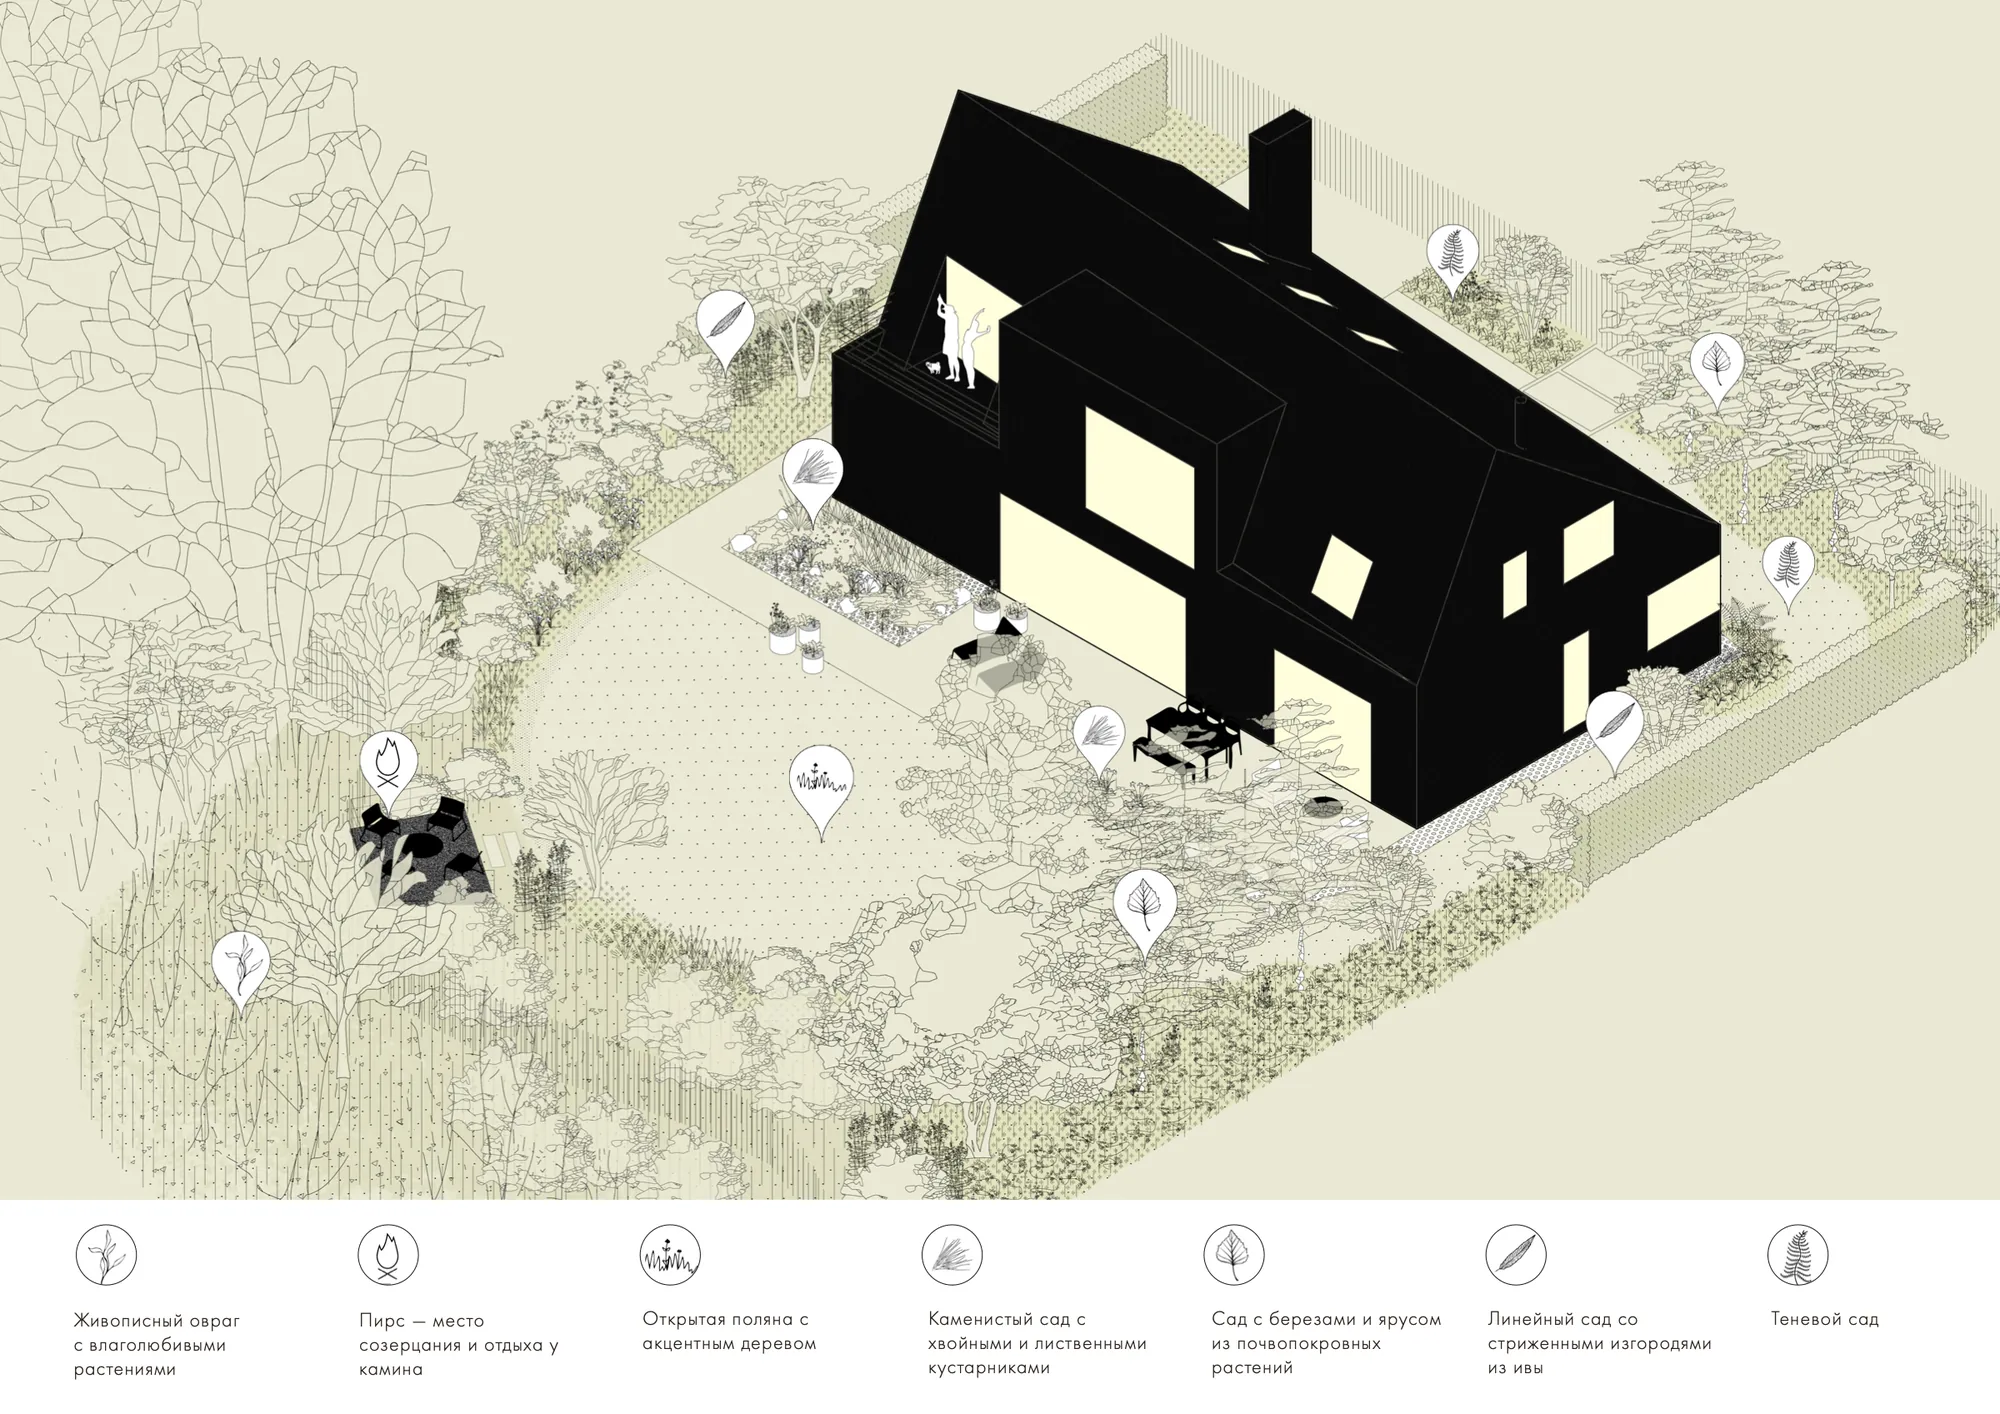 Живописный овраг
с влаголюбивыми
растениями
Пирс — место
созерцания и отдыха у
камина
Открытая поляна с
акцентным деревом
Каменистый сад с
хвойными и лиственными
кустарниками
Сад с березами и ярусом
из почвопокровных
растений
Линейный сад со
стриженными изгородями
из ивы
Теневой сад